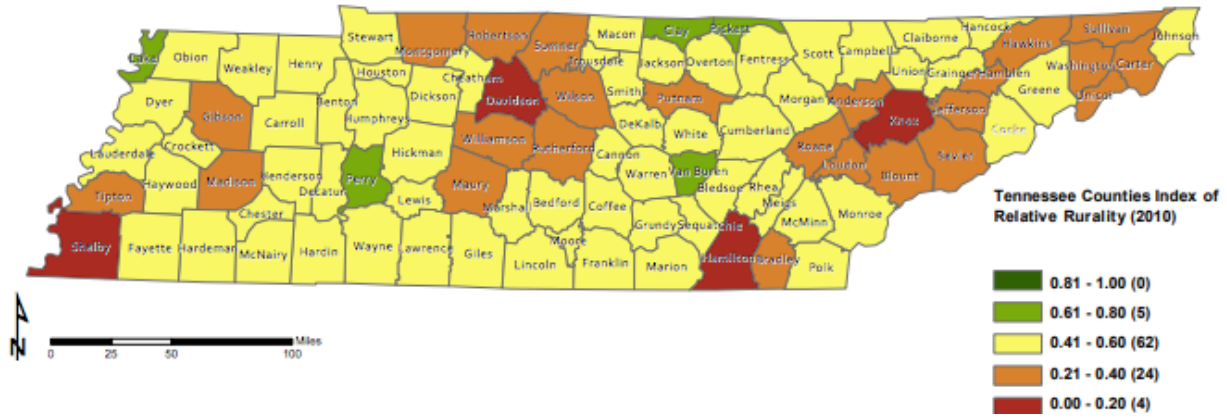 Stewart Montgomery Robertson Sumner Macon Clay Pickett Scott Campbell Claiborne Hancock Hawkins Sullivan Johnson
Lake Obion Weakley Henry Houston Cheatham Trousdale Jackson Overton Fentress Union Grainger Hamblen Washington Carter
Dyer Gibson Carroll Benton Humphreys Dickson Davidson Wilson Smith Putnam Morgan Anderson Knox Jefferson Greene Unicoi
Lauderdale Crockett Hickman Williamson Rutherford DeKalb White Cumberland Roane Loudon Blount Sevier Cocke
Tipton Haywood Madison Henderson Decatur Perry Lewis Maury Cannon Warren Van Buren Bledsoe Rhea Meigs McMinn Monroe
Chester Marshall Bedford Coffee Grundy Sequatchie
Shelby Fayette Hardeman McNairy Hardin Wayne Lawrence Giles Lincoln Moore Franklin Marion Hamilton Bradley Polk
Tennessee Counties Index of
Relative Rurality (2010)
0.81 - 1.00 (0)
0.61 - 0.80 (5)
0.41 - 0.60 (62)
0.21 - 0.40 (24)
0.00 - 0.20 (4)
N
Miles
0 25 50 100